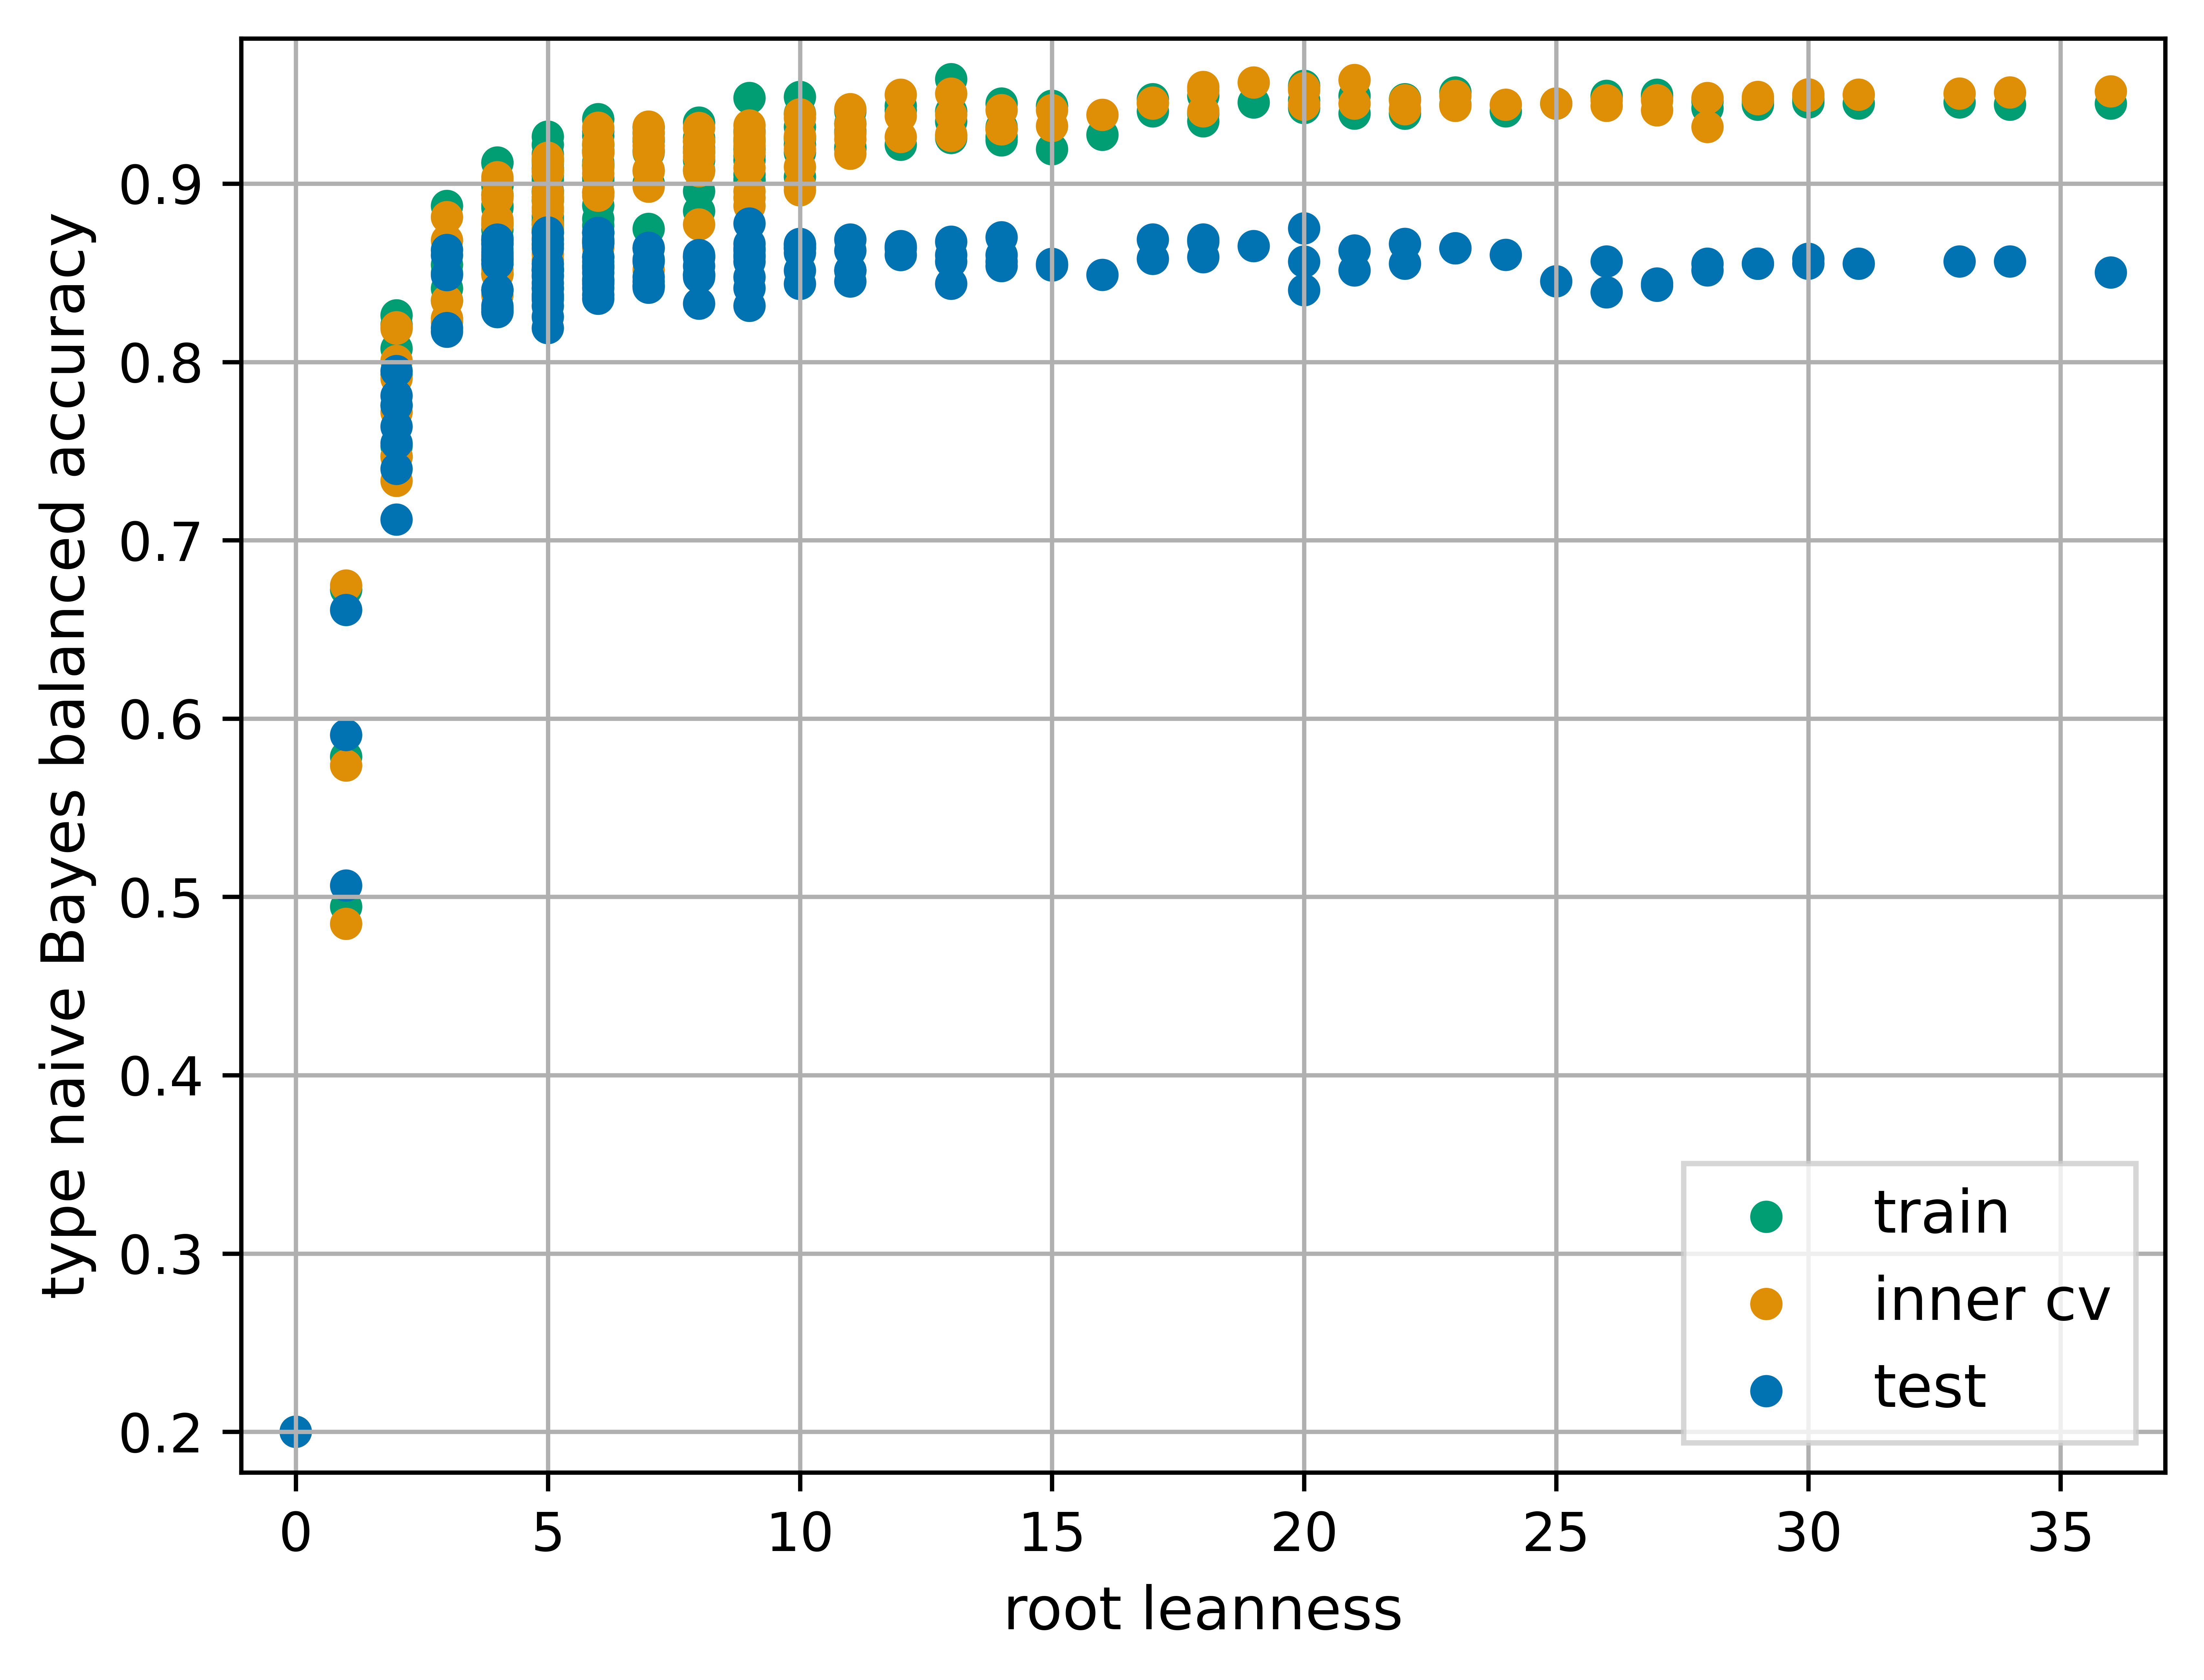 type naive Bayes balanced accuracy
0.9
0.8
0.7
0.6
0.5
0.4
0.3
0.2
train
inner cv
test
0 5 10 15 20 25 30 35
root leanness